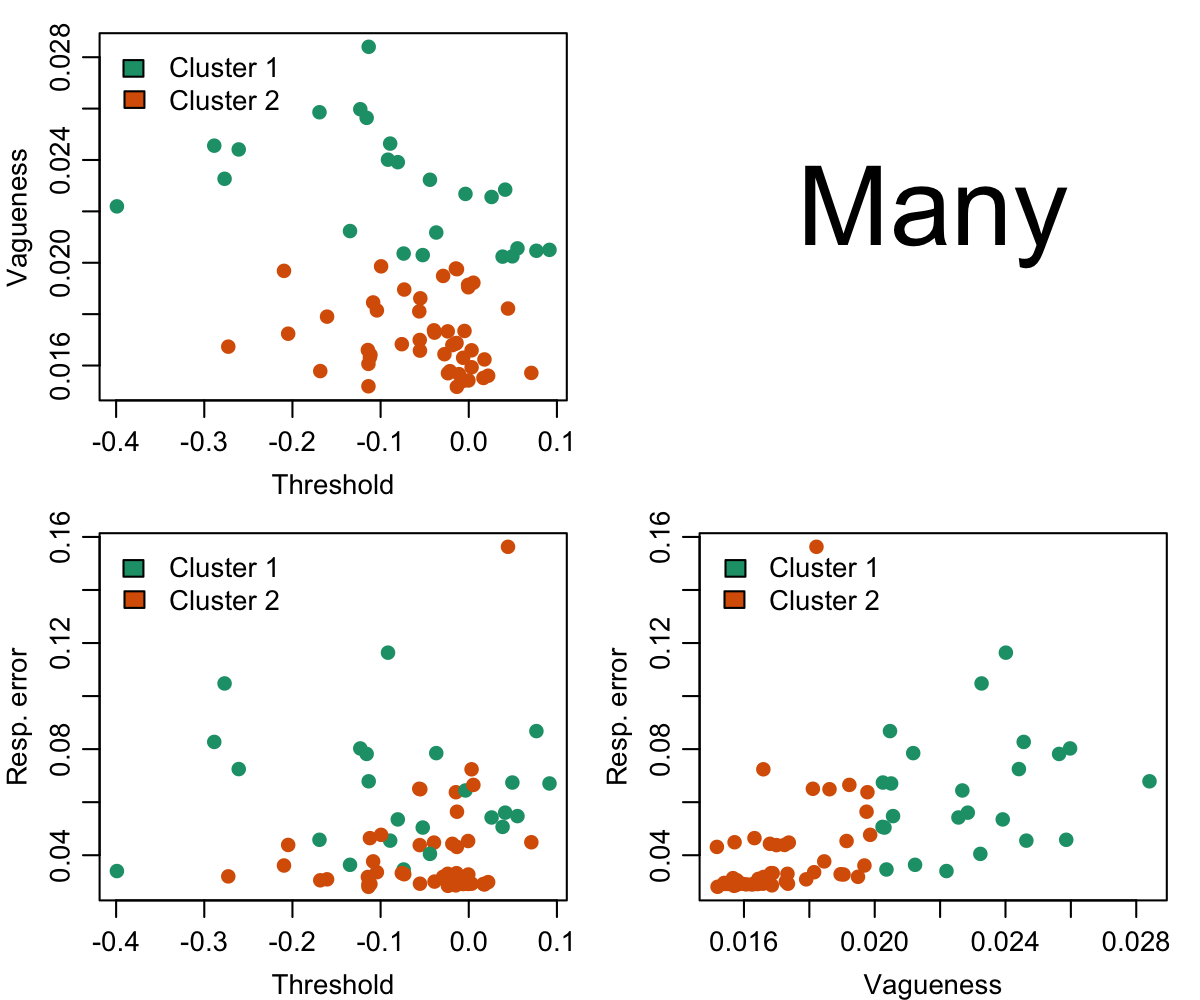 Cluster 1
Cluster 2
Vagueness
0.016
0.020
0.024
0.028
-0.4 -0.3 -0.2 -0.1 0.0 0.1
Threshold
Many
Cluster 1
Cluster 2
Resp. error
0.04
0.08
0.12
0.16
-0.4 -0.3 -0.2 -0.1 0.0 0.1
Threshold
Cluster 1
Cluster 2
Resp. error
0.04
0.08
0.12
0.16
0.016 0.020 0.024 0.028
Vagueness